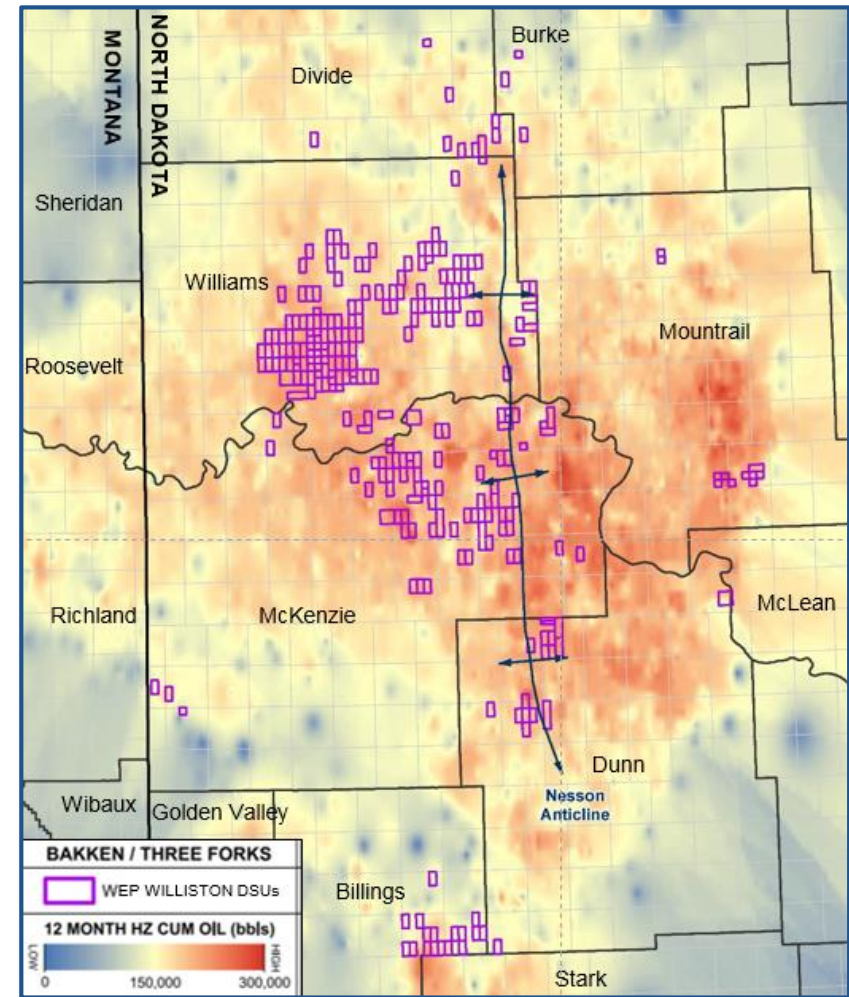 Burke
MONTANA
NORTH DAKOTA
Divide
Sheridan
Williams
Mountrail
Roosevelt
Richland
McKenzie
McLean
Dunn
Wibaux
Golden Valley
Nesson
Anticline
BAKKEN / THREE FORKS
WEP WILLISTON DSUs
Billings
12 MONTH HZ CUM OIL (bbls)
LOW
HIGH
0
150,000
300,000
Stark